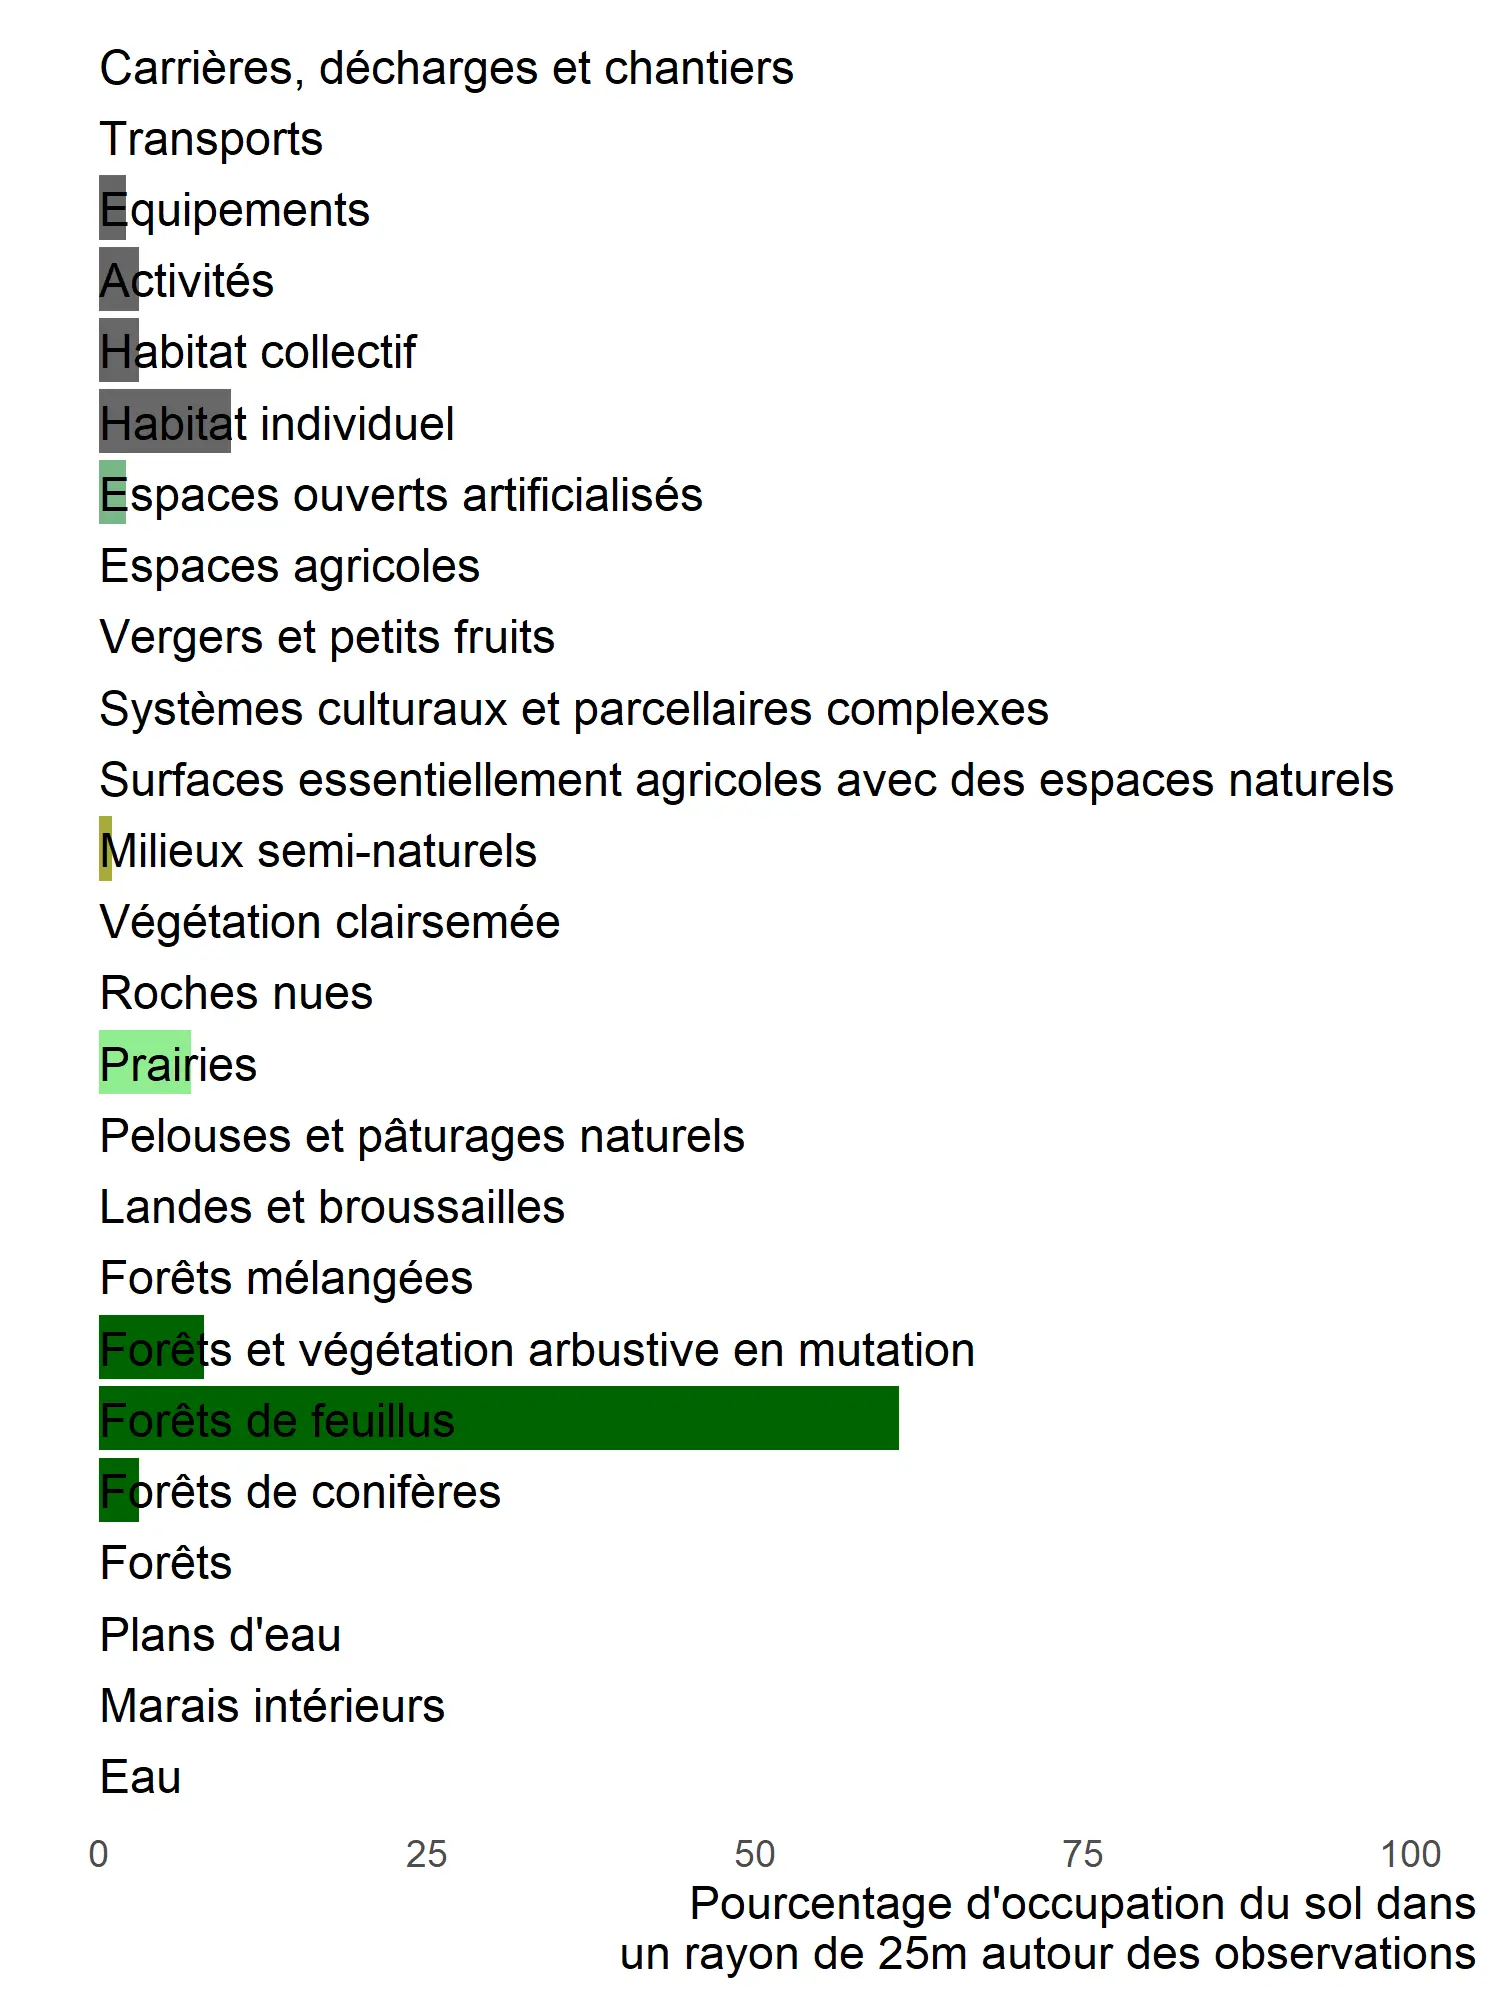 Carrières, décharges et chantiers
Transports
Equipements
Activités
Habitat collectif
Habitat individuel
Espaces ouverts artificialisés
Espaces agricoles
Vergers et petits fruits
Systèmes culturaux et parcellaires complexes
Surfaces essentiellement agricoles avec des espaces naturels
Milieux semi-naturels
Végétation clairsemée
Roches nues
Prairies
Pelouses et pâturages naturels
Landes et broussailles
Forêts mélangées
Forêts et végétation arbustive en mutation
Forêts de feuillus
Forêts de conifères
Forêts
Plans d'eau
Marais intérieurs
Eau
0 25 50 75 100
Pourcentage d'occupation du sol dans
un rayon de 25m autour des observations